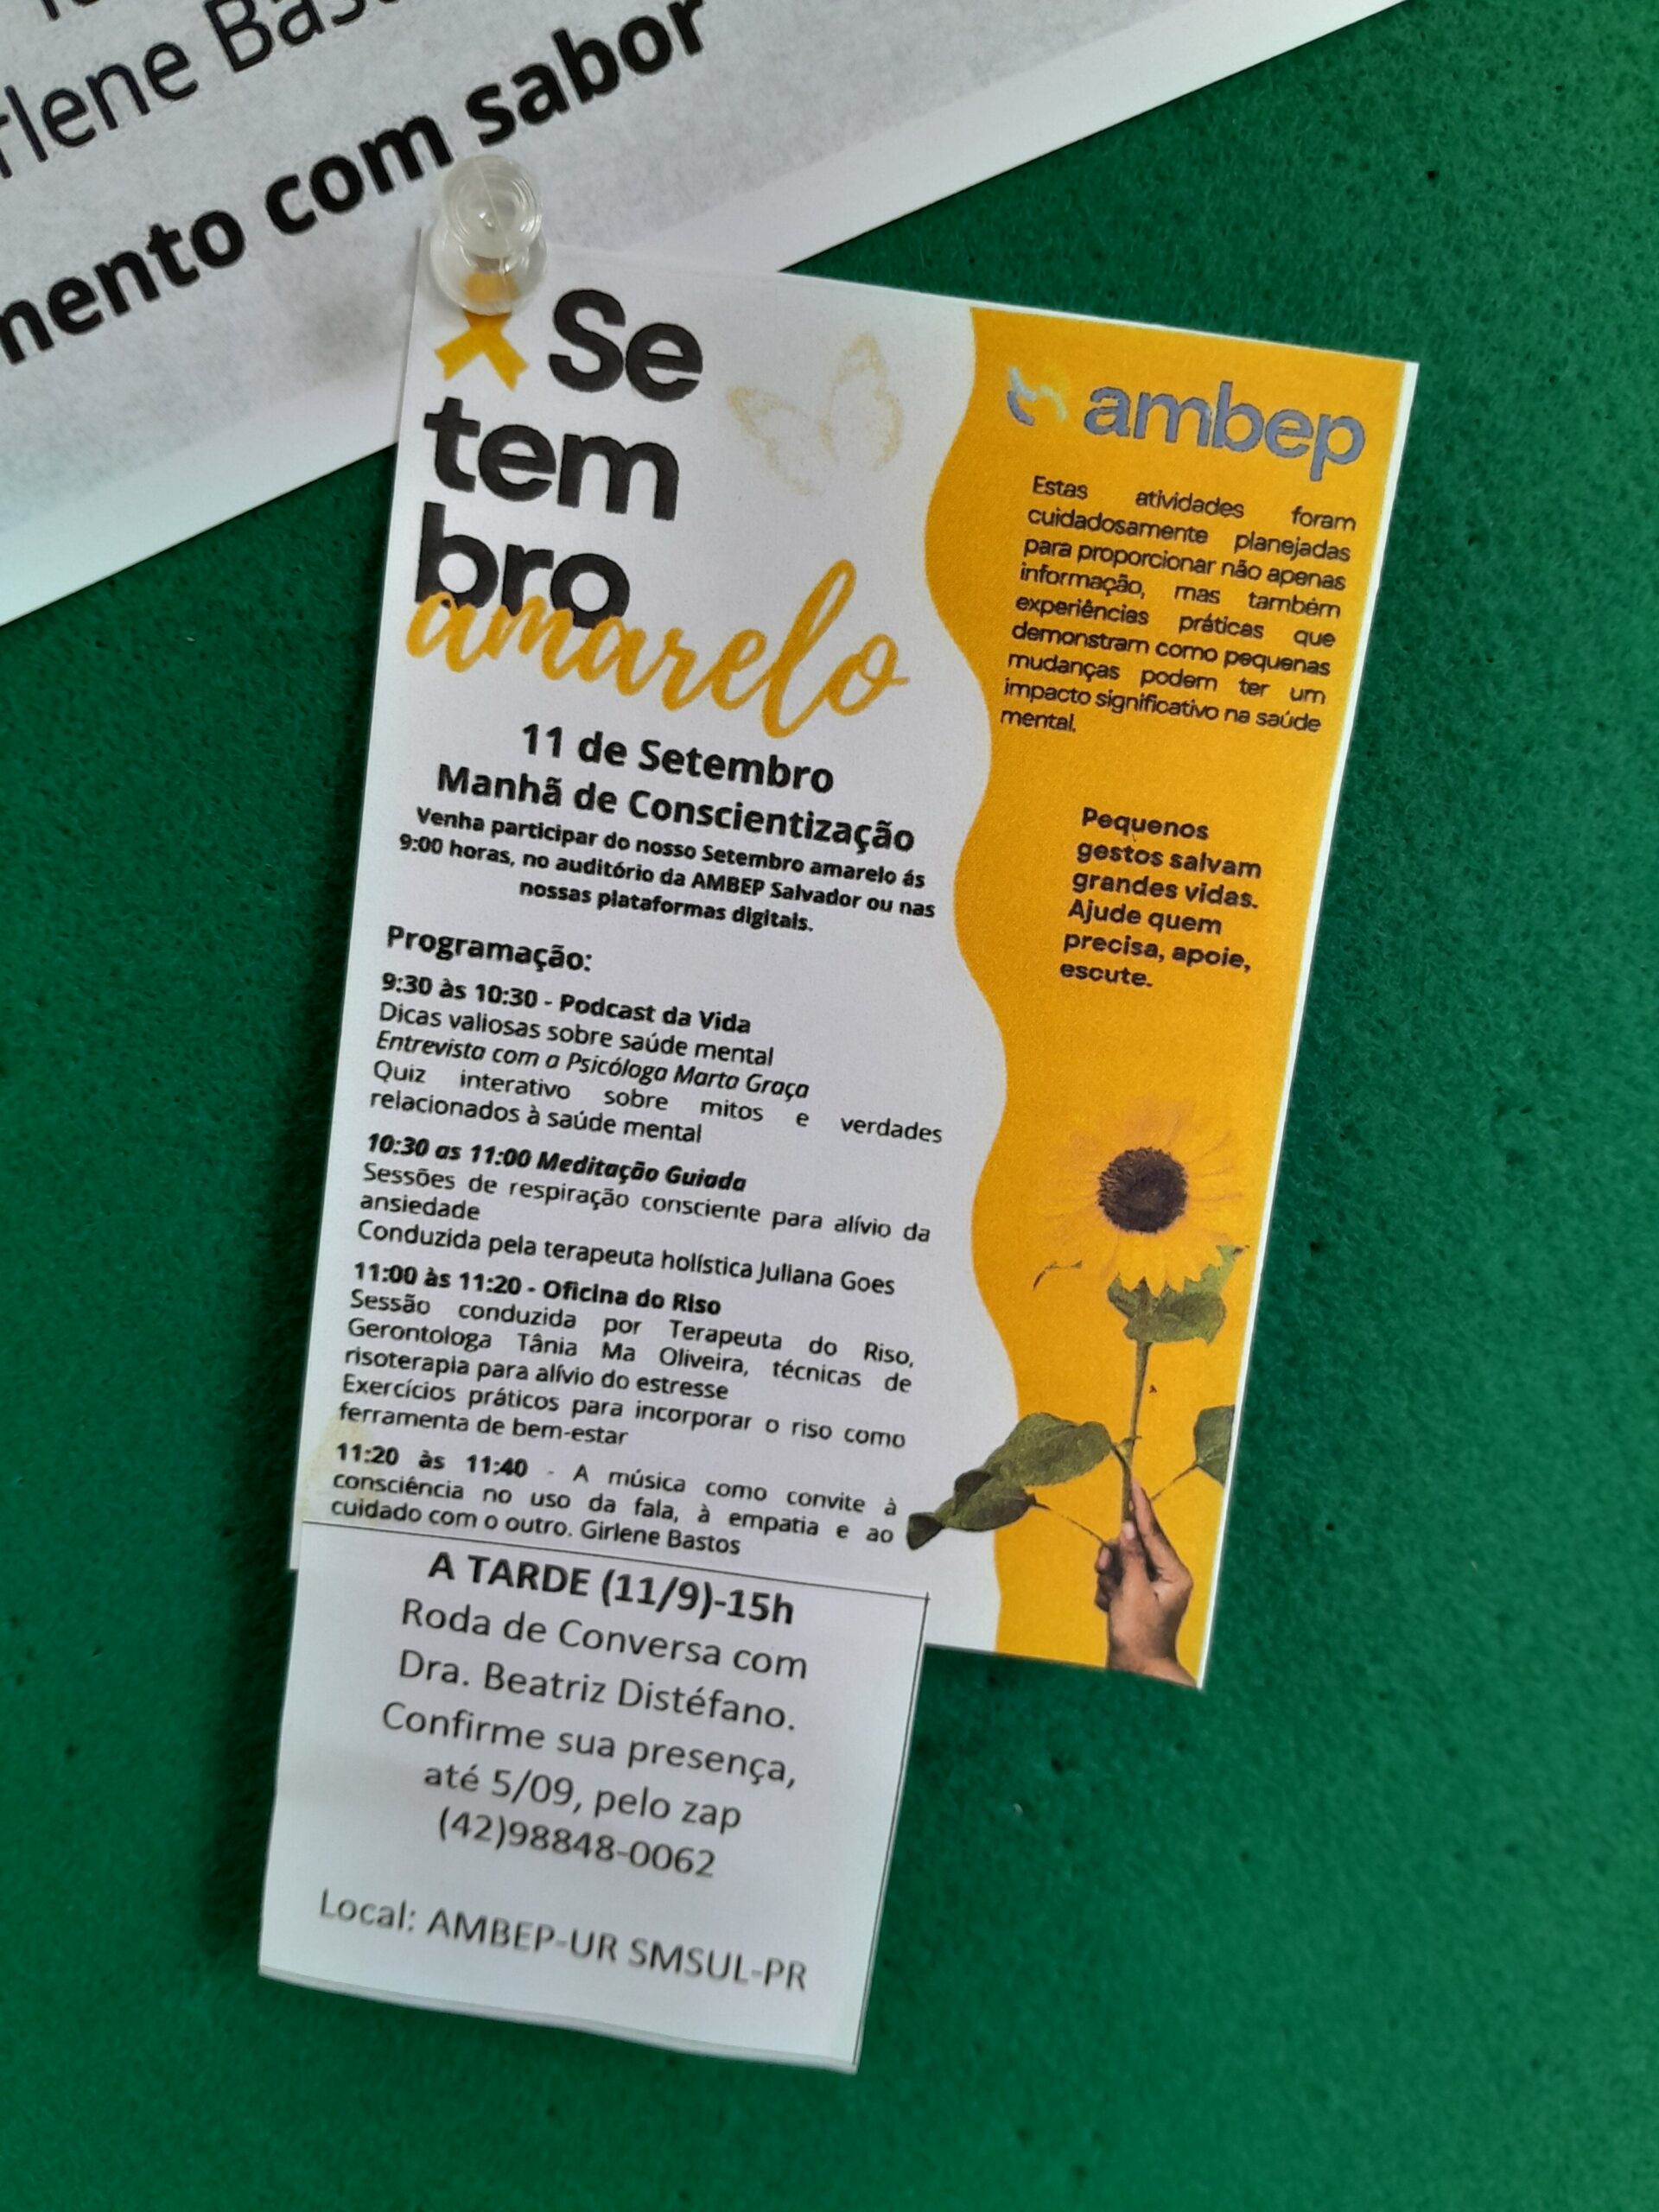 rlene Bas
mento com sabor
Se
tem
bro
amarelo
11 de Setembro
Manhã de Conscientização
Venha participar do nosso Setembro amarelo ás
9:00 horas, no auditório da AMBEP Salvador ou nas
nossas plataformas digitais.
Programação:
9:30 às 10:30 - Podcast da Vida
Dicas valiosas sobre saúde mental
Entrevista com a Psicóloga Marta Graça
Quiz interativo sobre mitos e verdades
relacionados à saúde mental
10:30 as 11:00 Meditação Guiada
Sessões de respiração consciente para alívio da
ansiedade
Conduzida pela terapeuta holística Juliana Goes
11:00 às 11:20 - Oficina do Riso
Sessão conduzida por Terapeuta do Riso,
Gerontologa Tânia Ma Oliveira, técnicas de
risoterapia para alívio do estresse
Exercícios práticos para incorporar o riso como
ferramenta de bem-estar
11:20 às 11:40 - A música como convite à
consciência no uso da fala, à empatia e ao
cuidado com o outro. Girlene Bastos
A TARDE (11/9)-15h
Roda de Conversa com
Dra. Beatriz Distéfano.
Confirme sua presença,
até 5/09, pelo zap
(42)98848-0062
Local: AMBEP-UR SMSUL-PR
ambep
Estas atividades foram
cuidadosamente planejadas
para proporcionar não apenas
informação, mas também
experiências práticas que
demonstram como pequenas
mudanças podem ter um
impacto significativo na saúde
mental.
Pequenos
gestos salvam
grandes vidas.
Ajude quem
precisa, apoie,
escute.